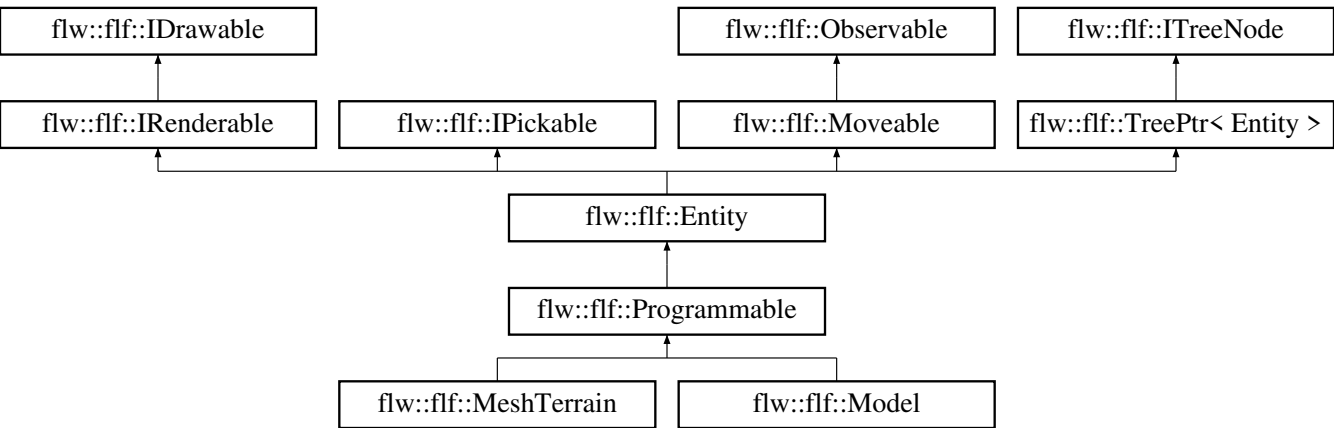 flw::flf::IDrawable
flw::flf::Observable
flw::flf::ITreeNode
flw::flf::IRenderable
flw::flf::IPickable
flw::flf::Moveable
flw::flf::TreePtr< Entity >
flw::flf::Entity
flw::flf::Programmable
flw::flf::MeshTerrain
flw::flf::Model